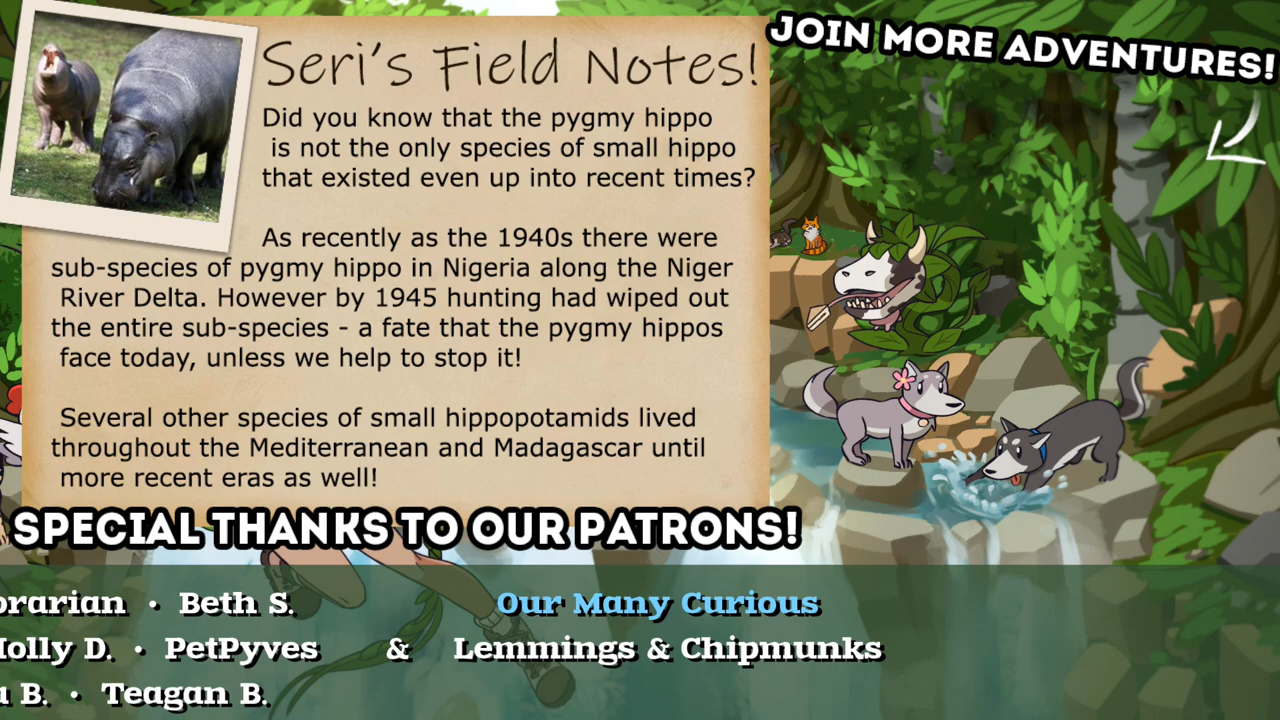 Seri's Field Notes!
JOIN MORE ADVENTURES!
Did you know that the pygmy hippo
is not the only species of small hippo
that existed even up into recent times?
As recently as the 1940s there were
sub-species of pygmy hippo in Nigeria along the Niger
River Delta. However by 1945 hunting had wiped out
the entire sub-species - a fate that the pygmy hippos
face today, unless we help to stop it!
Several other species of small hippopotamids lived
throughout the Mediterranean and Madagascar until
more recent eras as well!
SPECIAL THANKS TO OUR PATRONS!
brarian • Beth S.
olly D. • PetPyves
B. • Teagan B.
&
Our Many Curious
Lemmings & Chipmunks